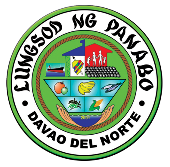 LUNGSOD NG PANABO
• DAVAO DEL NORTE •